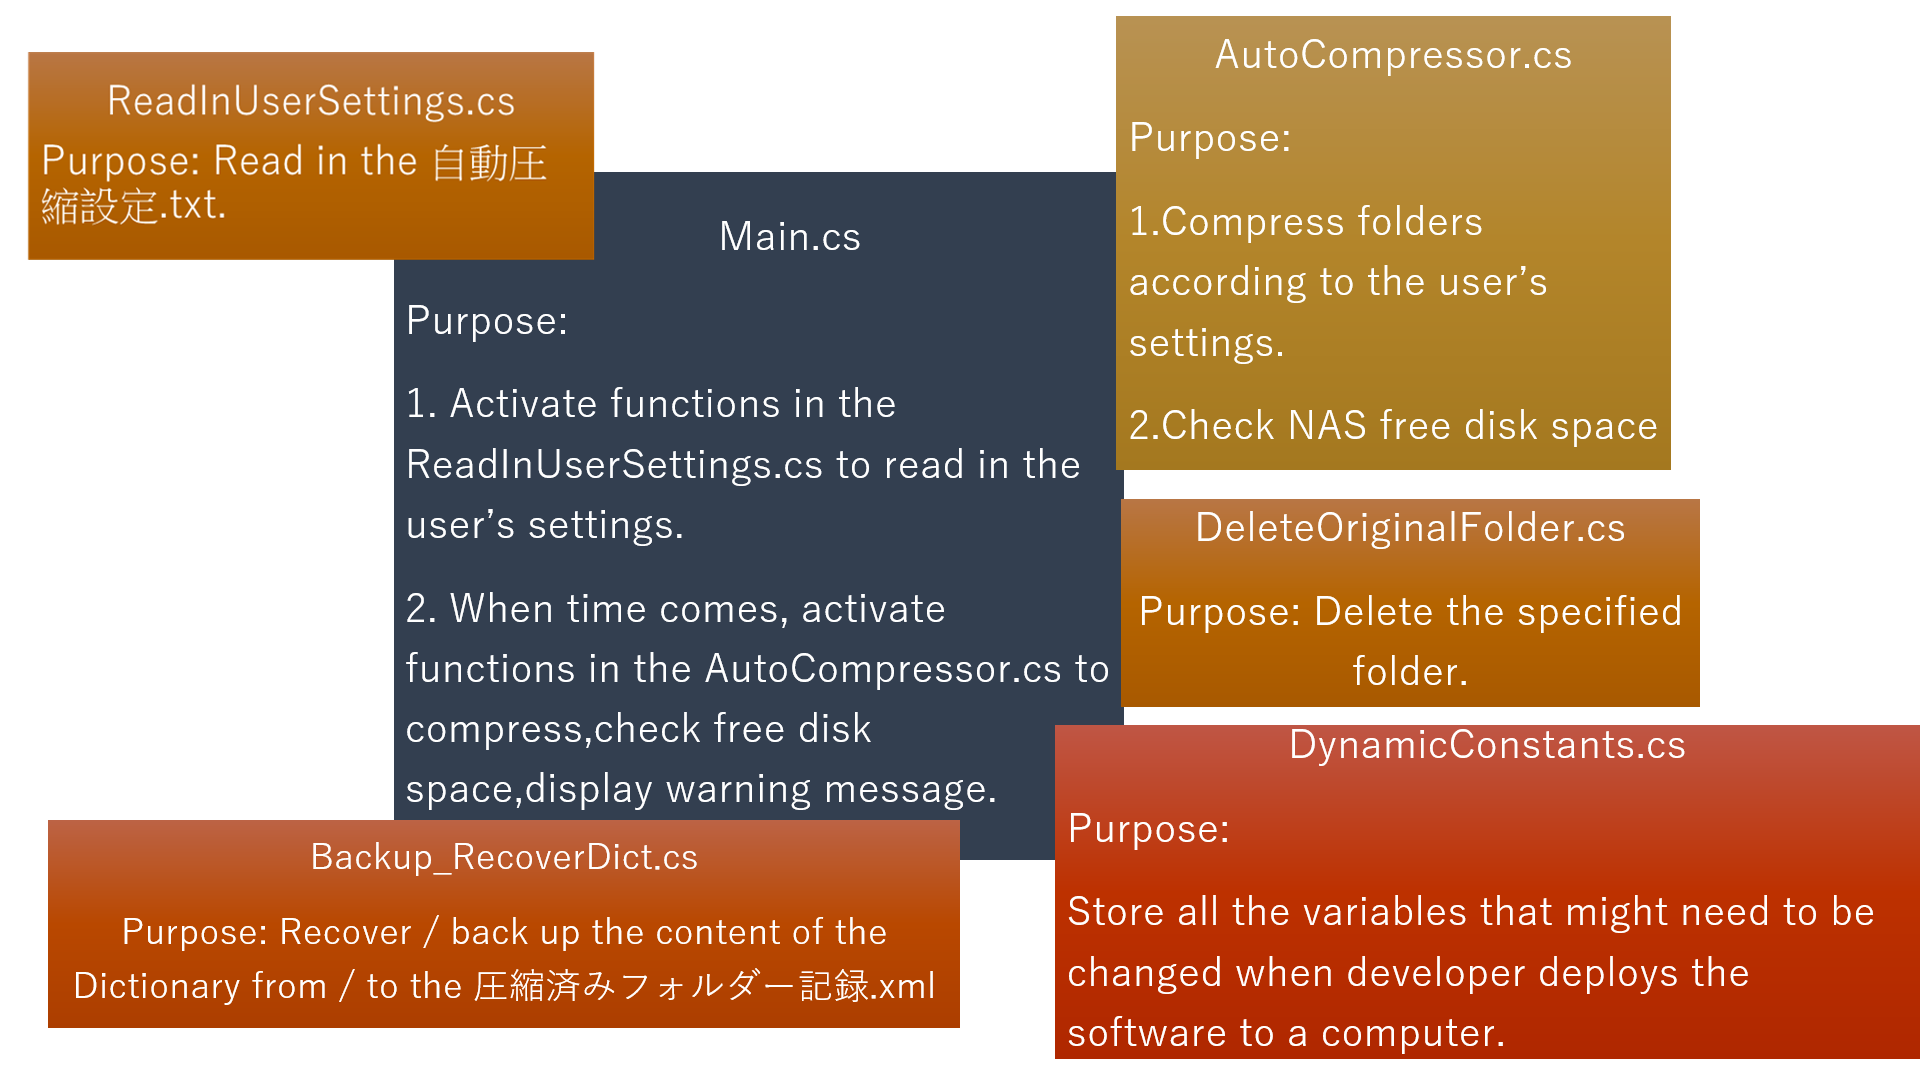 ReadInUserSettings.cs
Purpose: Read in the 自動圧
縮設定.txt.
Main.cs
Purpose:
1. Activate functions in the
ReadInUserSettings.cs to read in the
user’s settings.
2. When time comes, activate
functions in the AutoCompressor.cs to
compress,check free disk
space,display warning message.
AutoCompressor.cs
Purpose:
1.Compress folders
according to the user’s
settings.
2.Check NAS free disk space
DeleteOriginalFolder.cs
Purpose: Delete the specified
folder.
DynamicConstants.cs
Purpose:
Store all the variables that might need to be
changed when developer deploys the
software to a computer.
Backup_RecoverDict.cs
Purpose: Recover / back up the content of the
Dictionary from / to the 圧縮済みフォルダー記録.xml